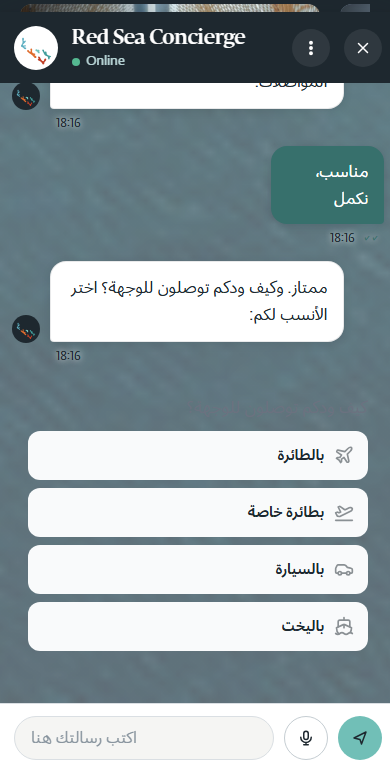 Red Sea Concierge
Online
المواصلات.
18:16
مناسب،
نكمل
18:16
ممتاز. وكيف ودكم توصلون للوجهة؟ اختر
الأنسب لكم:
18:16
بالطائرة
بطائرة خاصة
بالسيارة
باليخت
اكتب رسالتك هنا